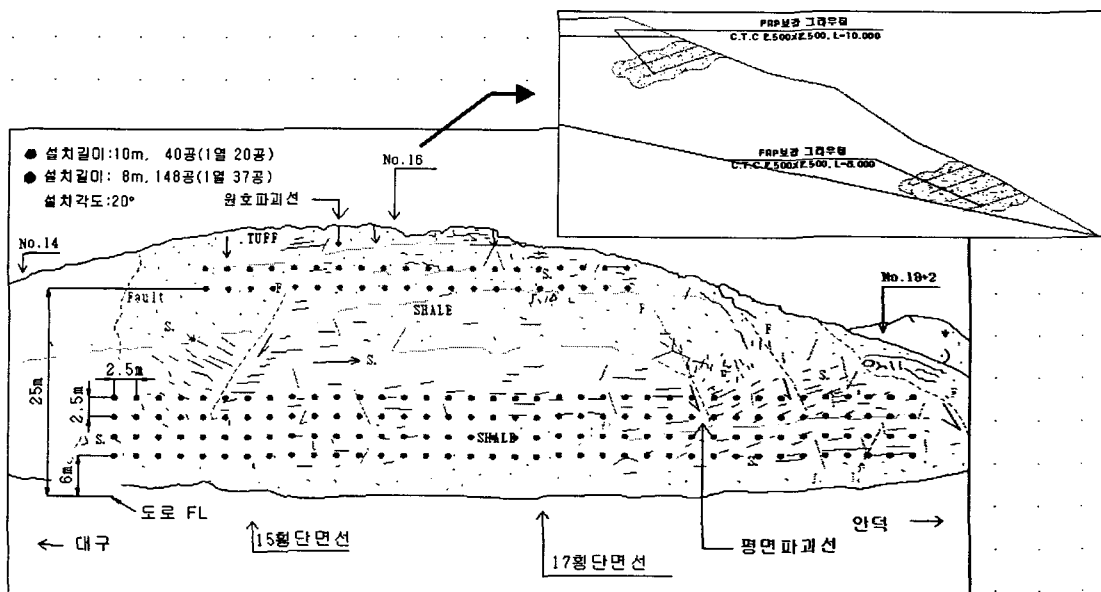 FRP보강 그라우팅
C.T.C 2.500X2.500, L=10.000
FRP보강 그라우팅
C.T.C 2.500X2.500, L=8.000
● 설치길이:10m, 40공(1열 20공)
● 설치길이: 8m, 148공(1열 37공)
설치각도:20°
원호파괴선
No.16
No.14
TUFF
No.18+2
Fault
F
S.
SHALE
F
F
S.
S.
S.
2.5m
25m
2.5m
S.
SHALE
6m
도로 FL
← 대구
15횡단면선
17횡단면선
평면파괴선
안덕